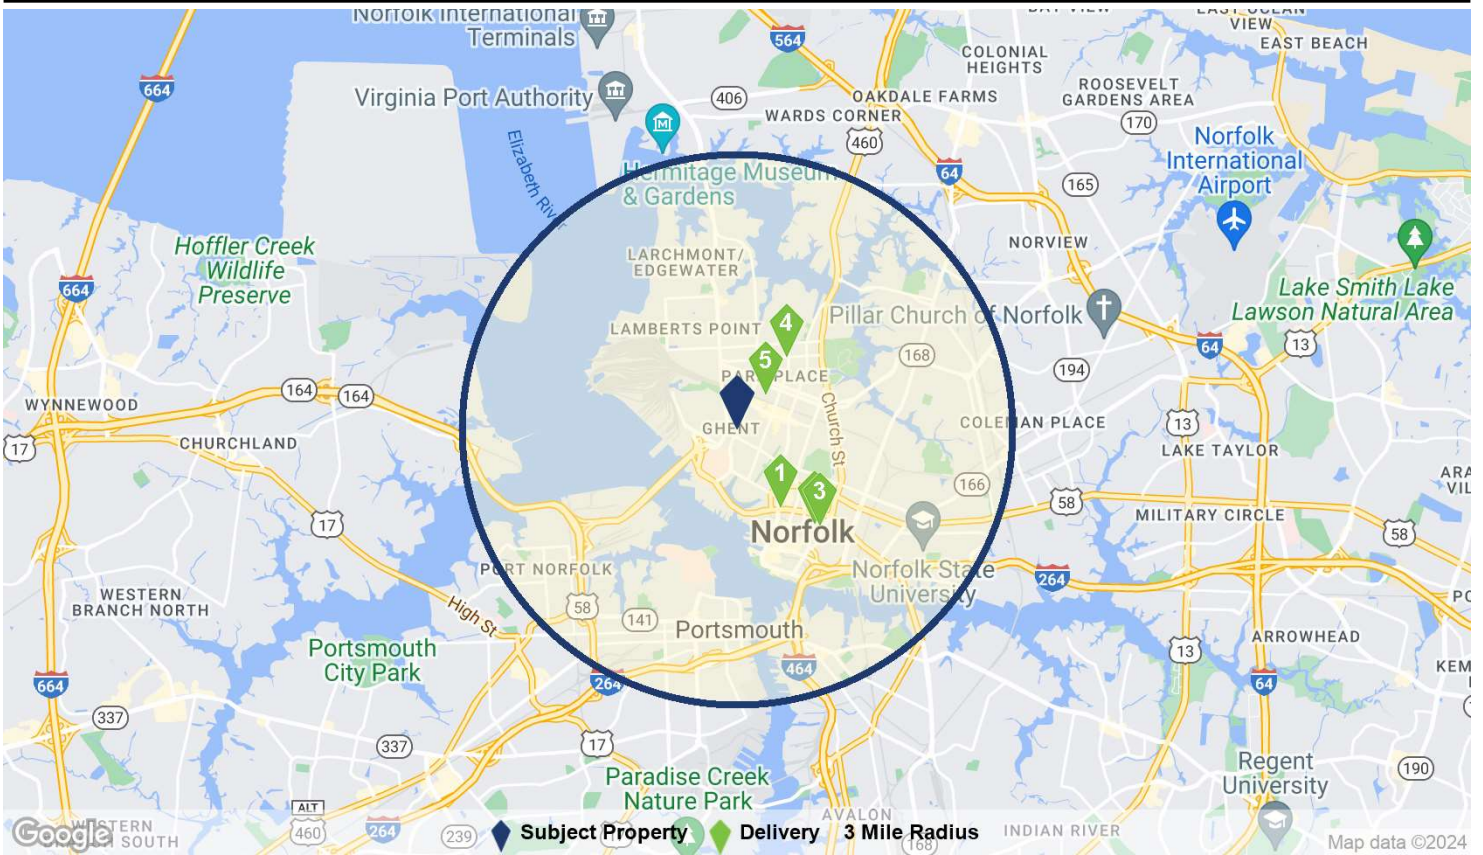 Norfolk International
Terminals
564
EAST OCEAN
VIEW
EAST BEACH
COLONIAL
HEIGHTS
664
Virginia Port Authority
406
OAKDALE FARMS
ROOSEVELT
GARDENS AREA
WARDS CORNER
170
460
Elizabeth River
Norfolk
International
Airport
Hermitage Museum
& Gardens
64
165
Hoffler Creek
Wildlife
Preserve
LARCHMONT/
EDGEWATER
NORVIEW
664
Lake Smith Lake
Lawson Natural Area
LAMBERTS POINT
4
Pillar Church of Norfolk
64
13
168
5
PARK PLACE
194
164
164
WYNNEWOOD
Church St
GHENT
COLEMAN PLACE
13
17
CHURCHLAND
LAKE TAYLOR
1
3
166
58
17
MILITARY CIRCLE
58
Norfolk
PORT NORFOLK
Norfolk State
University
264
WESTERN
BRANCH NORTH
High St
58
141
Portsmouth
ARROWHEAD
Portsmouth
City Park
13
464
664
264
64
337
337
17
Regent
University
190
Paradise Creek
Nature Park
ALT
460
264
239
AVALON
168
INDIAN RIVER
WESTERN
BRANCH SOUTH
Google
Subject Property Delivery 3 Mile Radius
Map data ©2024